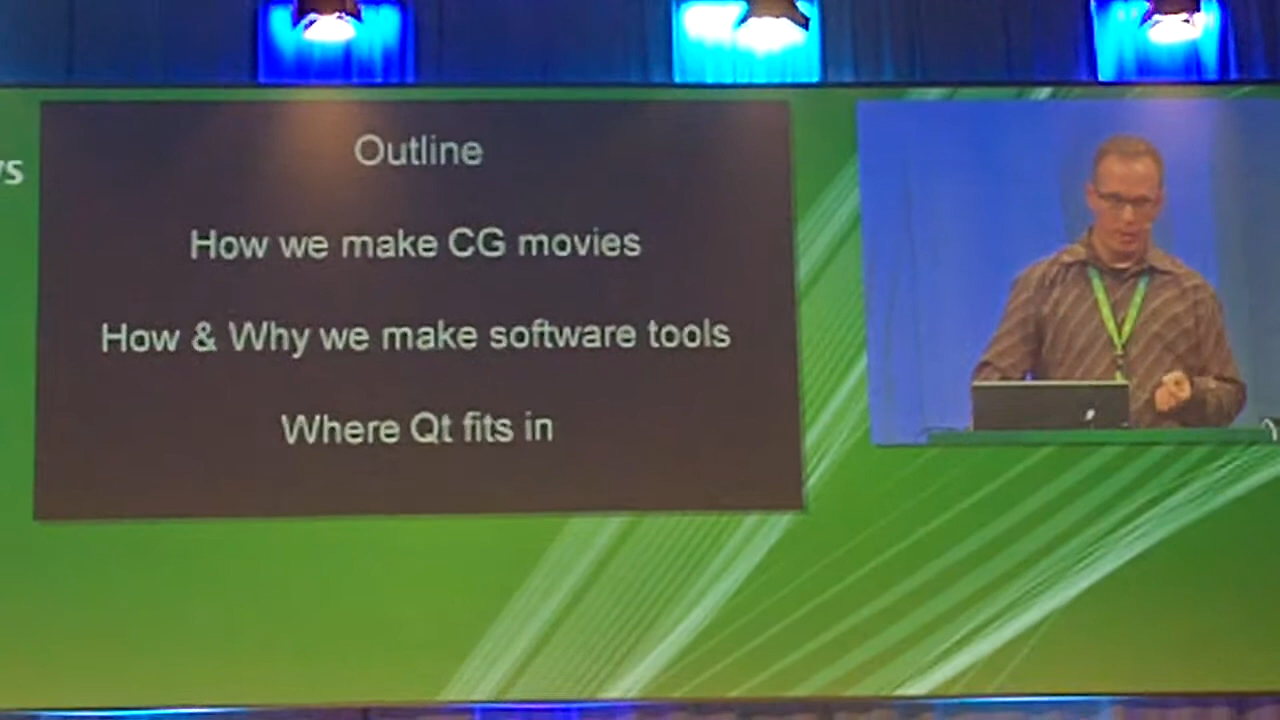 Outline
How we make CG movies
How & Why we make software tools
Where Qt fits in